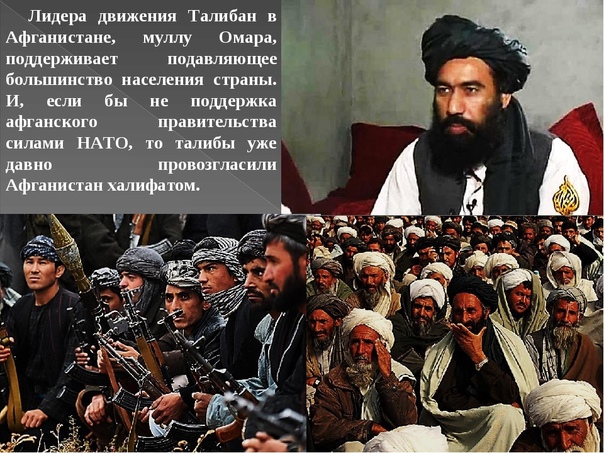 Лидера движения Талибан в
Афганистане, муллу Омара,
поддерживает подавляющее
большинство населения страны.
И, если бы не поддержка
афганского правительства
силами НАТО, то талибы уже
давно провозгласили
Афганистан халифатом.